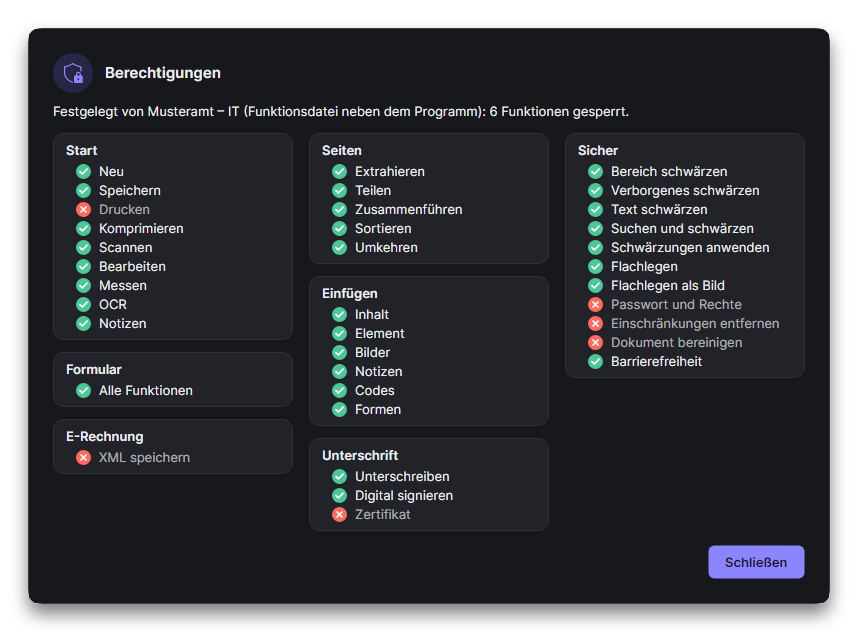 Berechtigungen
Festgelegt von Musteramt – IT (Funktionsdatei neben dem Programm): 6 Funktionen gesperrt.
Start
Neu
Speichern
Drucken
Komprimieren
Scannen
Bearbeiten
Messen
OCR
Notizen
Formular
Alle Funktionen
E-Rechnung
XML speichern
Seiten
Extrahieren
Teilen
Zusammenführen
Sortieren
Umkehren
Einfügen
Inhalt
Element
Bilder
Notizen
Codes
Formen
Unterschrift
Unterschreiben
Digital signieren
Zertifikat
Sicher
Bereich schwärzen
Verborgenes schwärzen
Text schwärzen
Suchen und schwärzen
Schwärzungen anwenden
Flachlegen
Flachlegen als Bild
Passwort und Rechte
Einschränkungen entfernen
Dokument bereinigen
Barrierefreiheit
Schließen